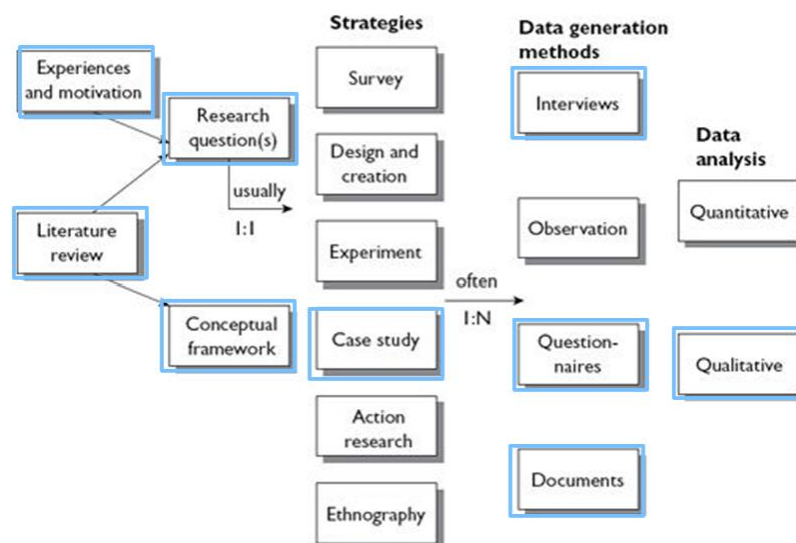 Experiences
and motivation
Literature
review
Research
question(s)
usually
1:1
Conceptual
framework
Strategies
Survey
Design and
creation
Experiment
Case study
Action
research
Ethnography
often
1:N
Data generation
methods
Interviews
Observation
Question-
naires
Documents
Data
analysis
Quantitative
Qualitative